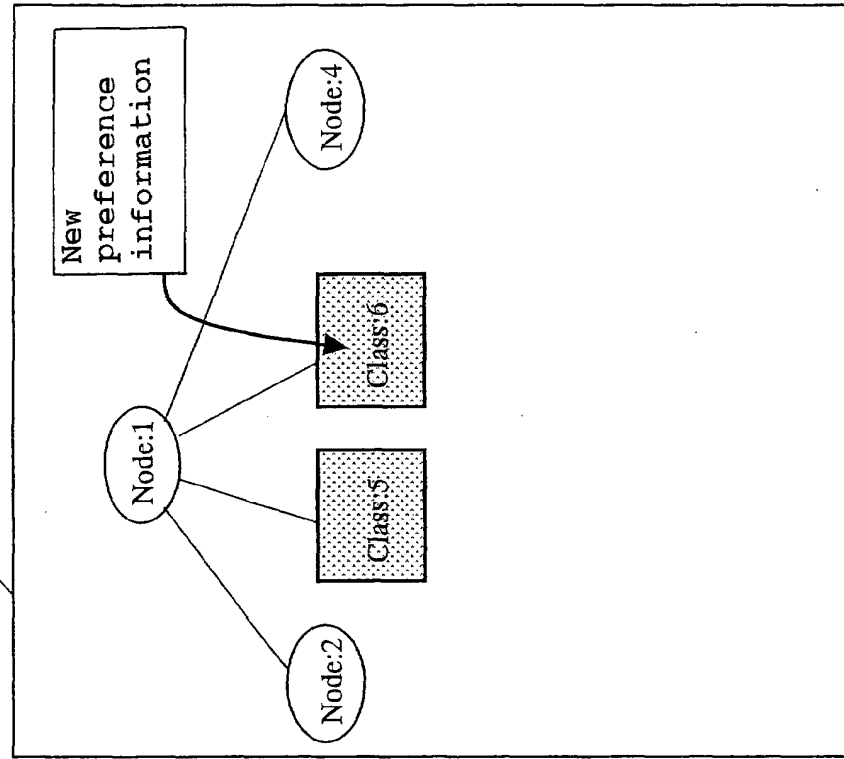 New
preference
information
Node:1
Node:2
Class:5
Class:6
Node:4